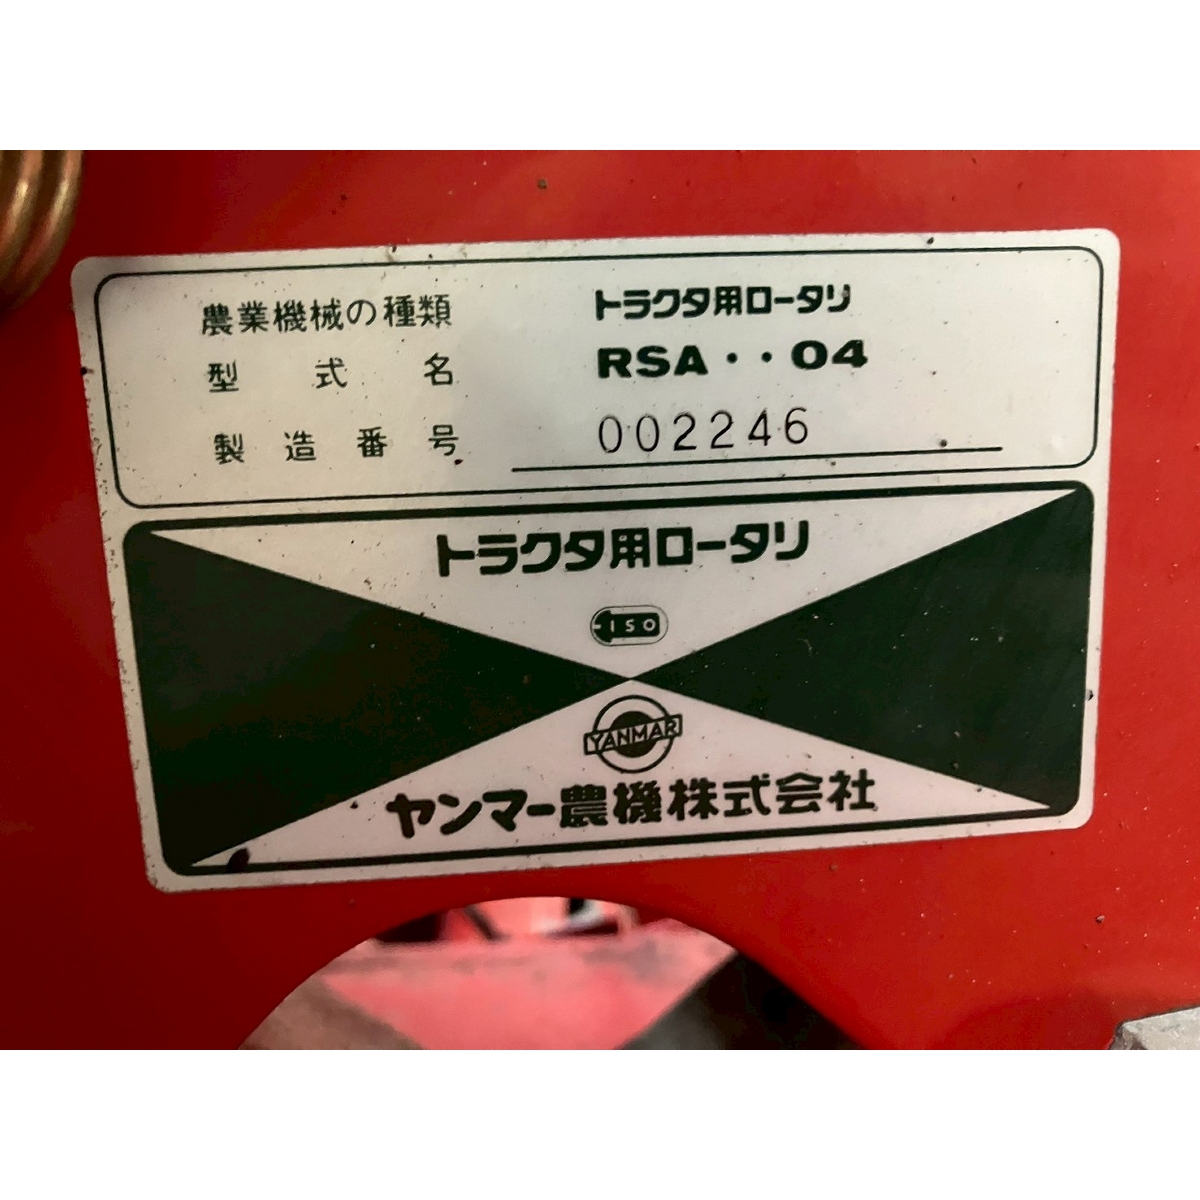 農業機械の種類 トラクタ用ロータリ
型式名 RSA・・04
製造番号 002246
トラクタ用ロータリ
ISO
YANMAR
ヤンマー農機株式会社